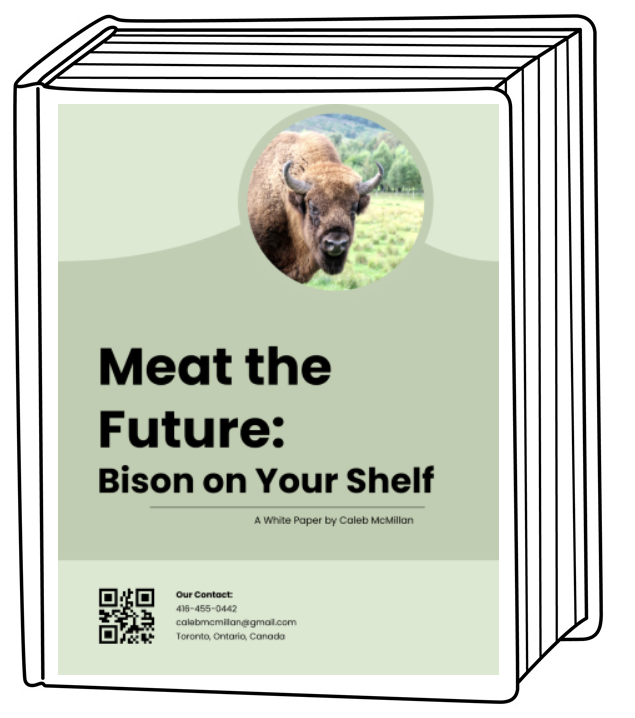 Meat the
Future:
Bison on Your Shelf
A White Paper by Caleb McMillan
Our Contact:
416-455-0442
calebmcmillan@gmail.com
Toronto, Ontario, Canada